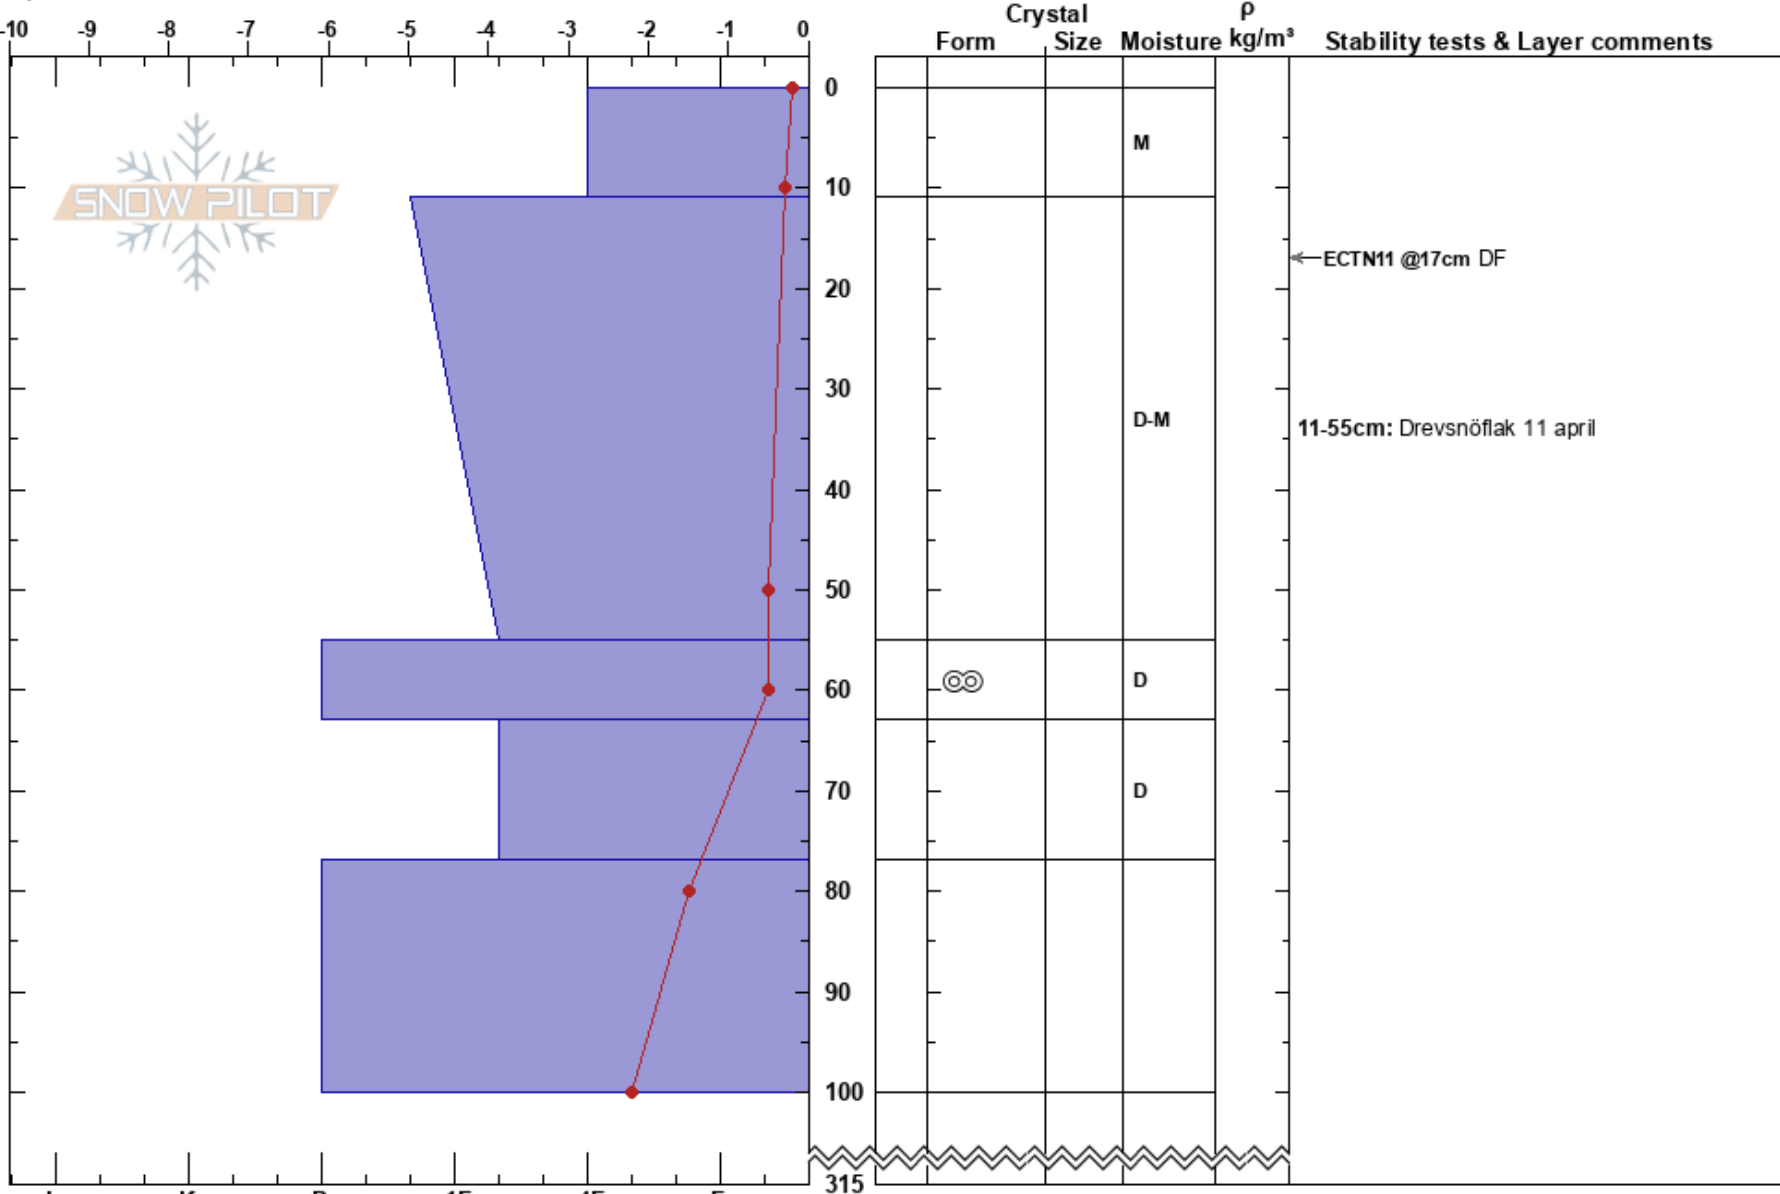 Crystal ρ
-10 -9 -8 -7 -6 -5 -4 -3 -2 -1 0 Form Size Moisture kg/m³ Stability tests & Layer comments
0
M
10
SNOW PILOT
ECTN11 @17cm DF
20
30
D-M
11-55cm: Drevsnöflak 11 april
40
50
60 D
70 D
80
90
100
315